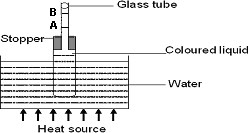 Glass tube
B
A
Stopper
Coloured liquid
Water
Heat source